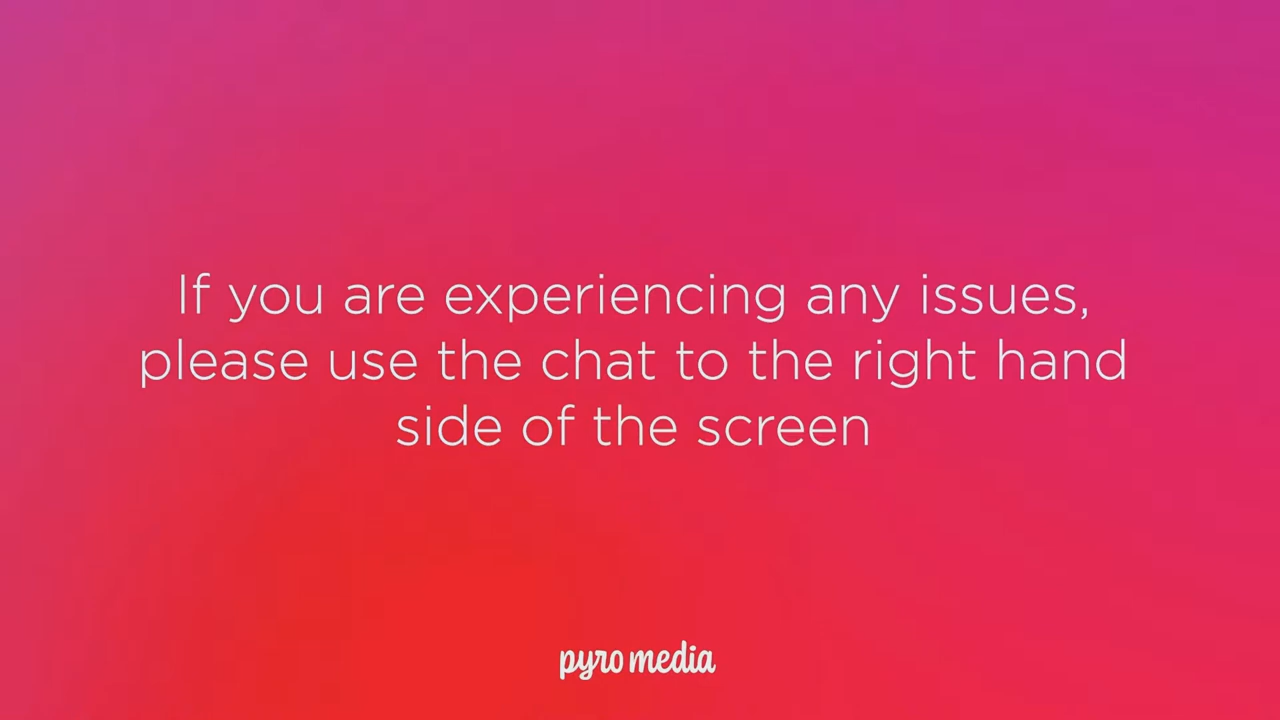 If you are experiencing any issues,
please use the chat to the right hand
side of the screen
pyro media